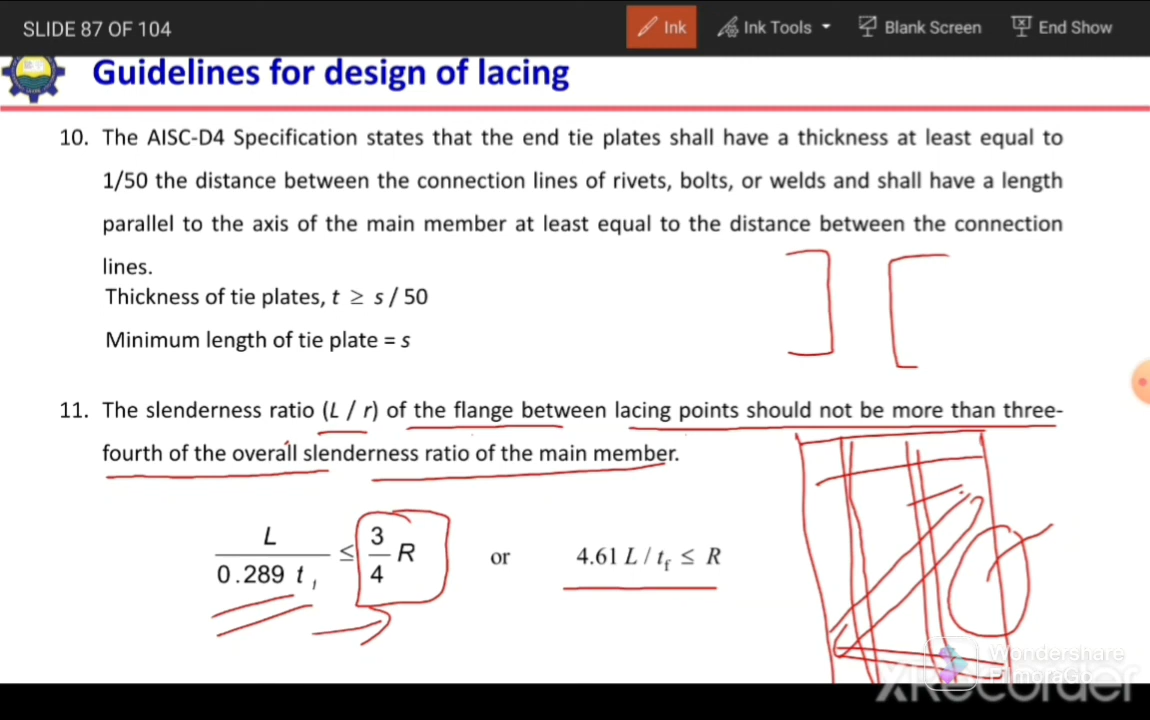 SLIDE 87 OF 104
Ink
Ink Tools
Blank Screen
End Show
Guidelines for design of lacing
10. The AISC-D4 Specification states that the end tie plates shall have a thickness at least equal to
1/50 the distance between the connection lines of rivets, bolts, or welds and shall have a length
parallel to the axis of the main member at least equal to the distance between the connection
lines.
Thickness of tie plates, t ≥ s / 50
Minimum length of tie plate = s
11. The slenderness ratio (L / r) of the flange between lacing points should not be more than three-
fourth of the overall slenderness ratio of the main member.
L / 0.289 t₁ ≤ 3/4 R or 4.61 L / tf ≤ R
Wondershare
FilmoraGo
XRecorder